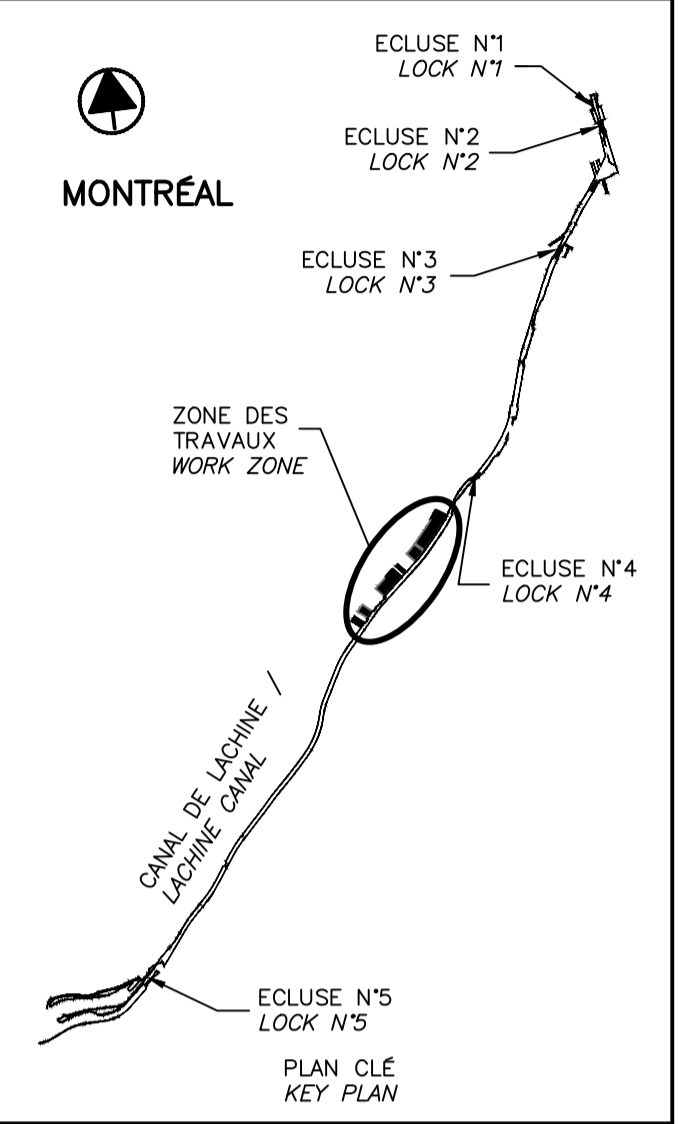 ECLUSE N°1
LOCK N°1
ECLUSE N°2
LOCK N°2
MONTRÉAL
ECLUSE N°3
LOCK N°3
ZONE DES
TRAVAUX
WORK ZONE
ECLUSE N°4
LOCK N°4
CANAL DE LACHINE /
LACHINE CANAL
ECLUSE N°5
LOCK N°5
PLAN CLÉ
KEY PLAN